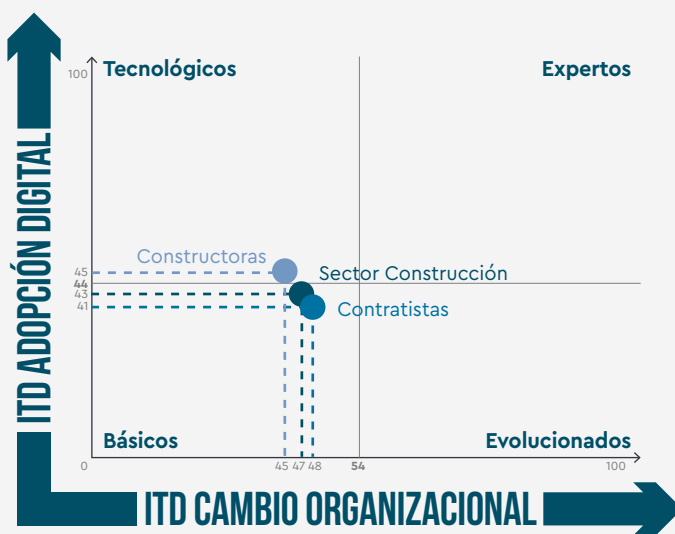 100
Tecnológicos
Expertos
ITD ADOPCIÓN DIGITAL
Constructoras
45
Sector Construcción
44
43
41
Contratistas
Básicos
Evolucionados
0
45 47 48 54
100
ITD CAMBIO ORGANIZACIONAL